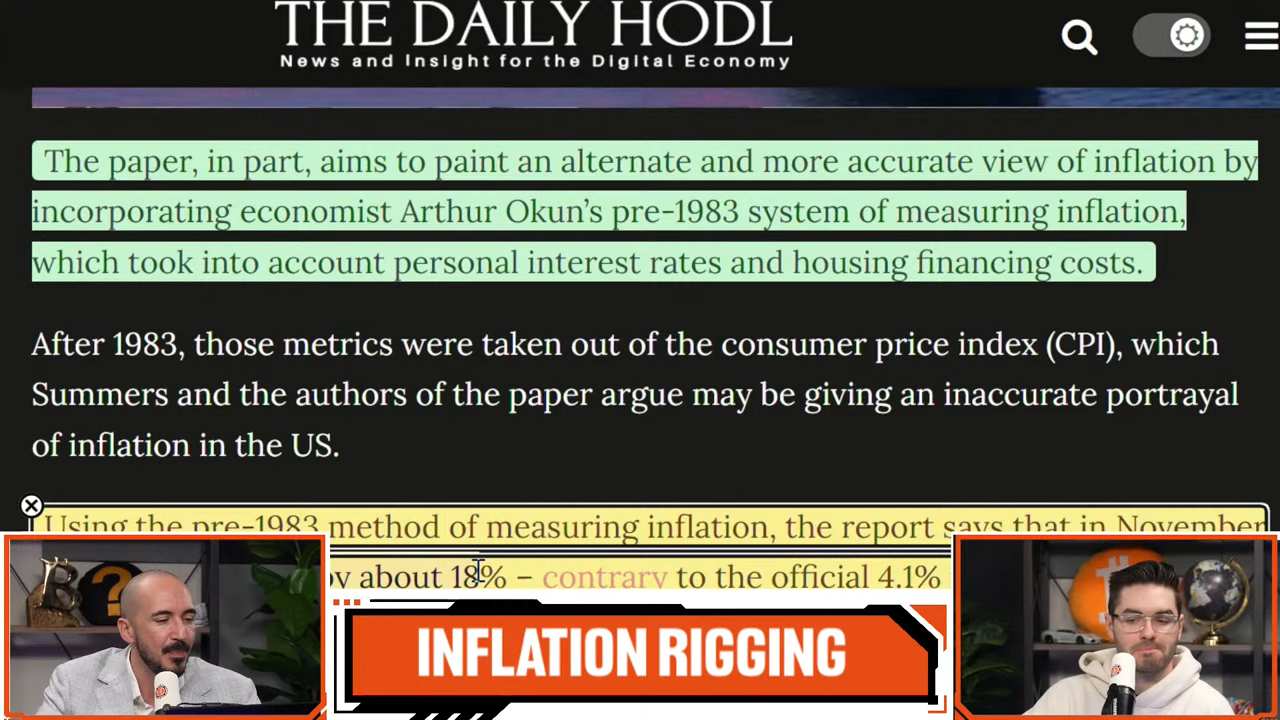 THE DAILY HODL
News and Insight for the Digital Economy
The paper, in part, aims to paint an alternate and more accurate view of inflation by
incorporating economist Arthur Okun’s pre-1983 system of measuring inflation,
which took into account personal interest rates and housing financing costs.
After 1983, those metrics were taken out of the consumer price index (CPI), which
Summers and the authors of the paper argue may be giving an inaccurate portrayal
of inflation in the US.
Using the pre-1983 method of measuring inflation, the report says that in November
about 18% – contrary to the official 4.1%
INFLATION RIGGING